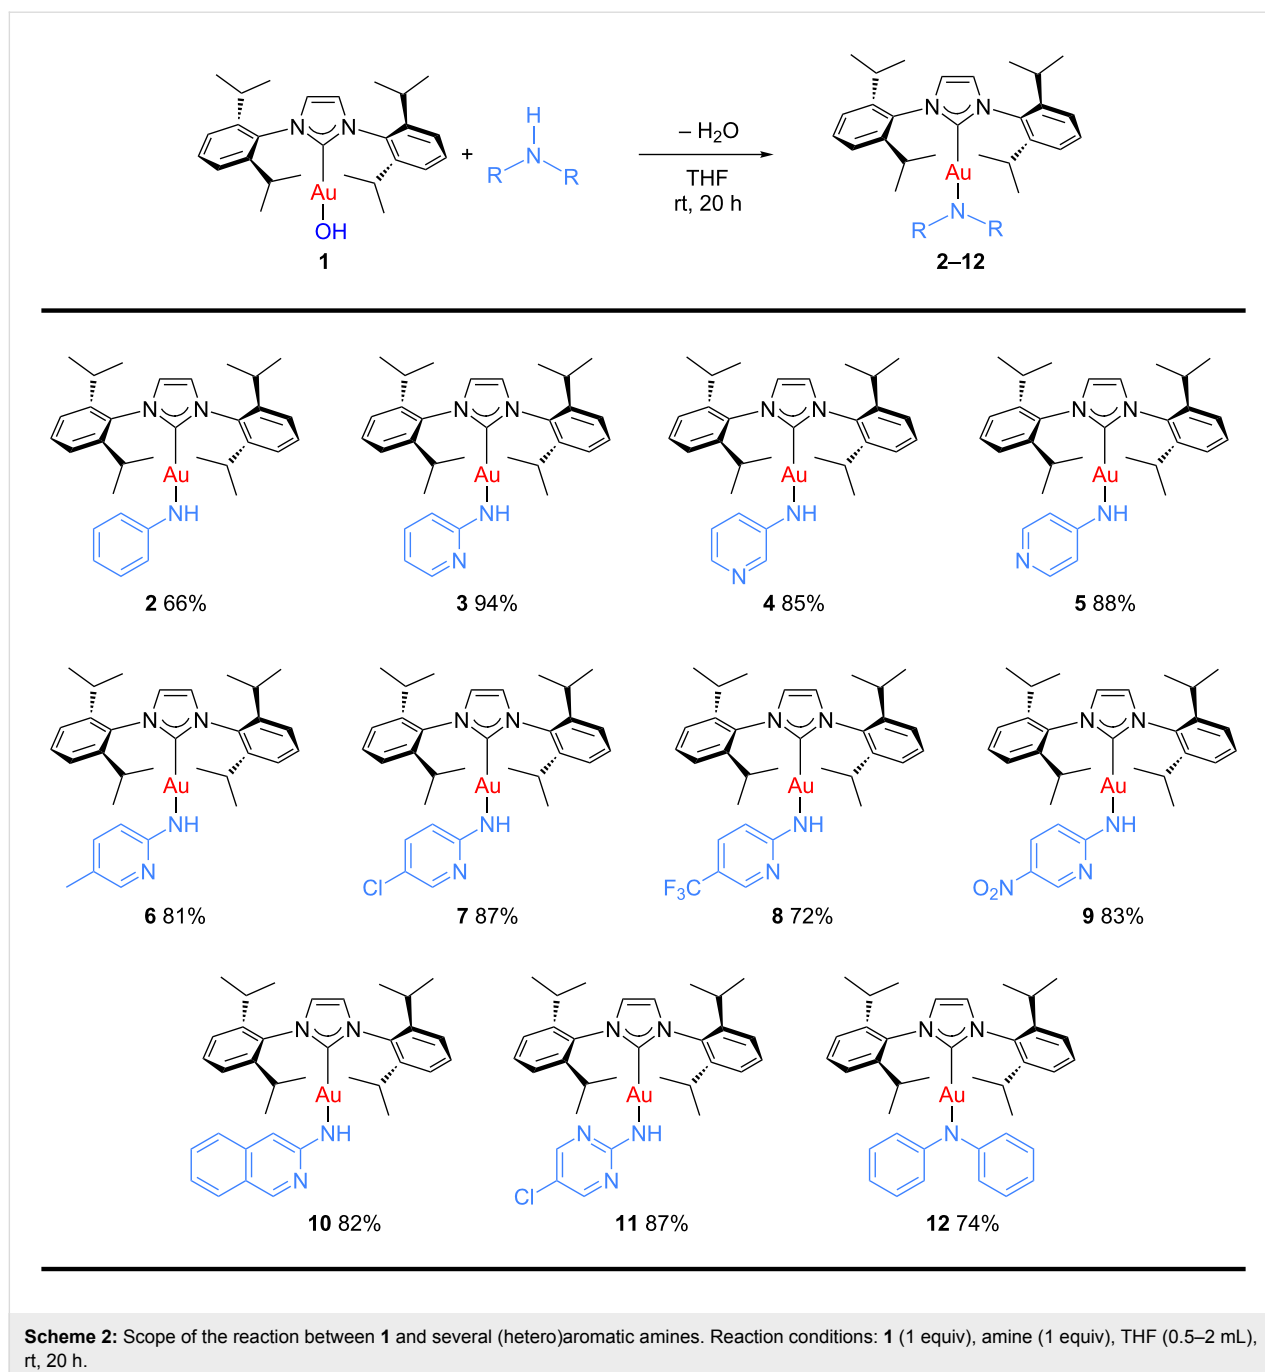 N N
Au
OH
1
+
H
N
R R
– H2O
THF
rt, 20 h
N N
Au
N
R R
2–12
N N N N N N N N
Au Au Au Au
NH NH NH NH
N N N
2 66% 3 94% 4 85% 5 88%
N N N N N N N N
Au Au Au Au
NH NH NH NH
N N N N
Cl F3C O2N
6 81% 7 87% 8 72% 9 83%
N N N N N N
Au Au Au
NH N NH N
N N
Cl
10 82% 11 87% 12 74%
Scheme 2: Scope of the reaction between 1 and several (hetero)aromatic amines. Reaction conditions: 1 (1 equiv), amine (1 equiv), THF (0.5–2 mL),
rt, 20 h.